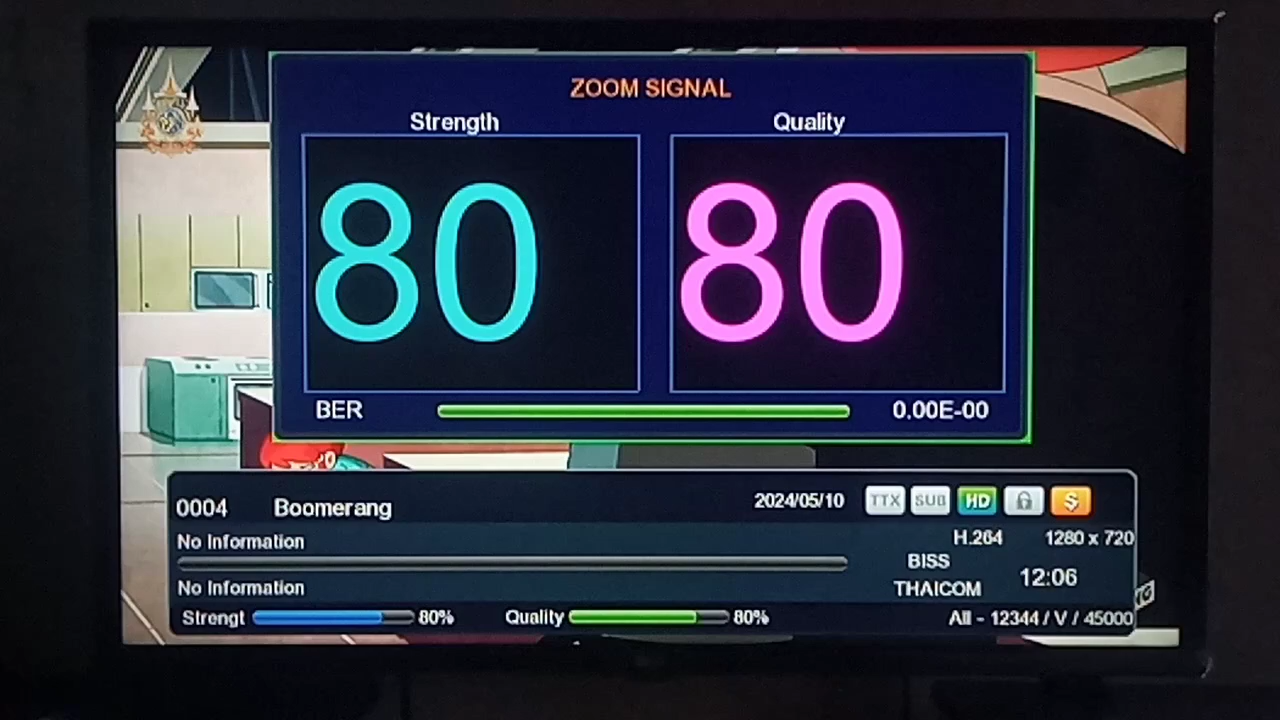 ZOOM SIGNAL
Strength Quality
80 80
BER 0.00E-00
0004 Boomerang 2024/05/10 TTX SUB HD $
No Information H.264 1280 x 720
BISS
No Information THAICOM 12:06
Strengt 80% Quality 80% All - 12344 / V / 45000